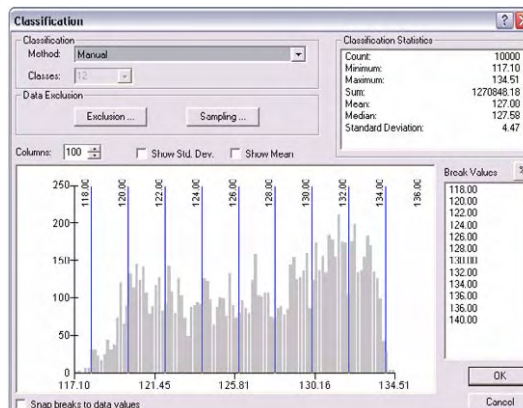 Classification
Classification
Method: Manual
Classes: 12
Data Exclusion
Exclusion ... Sampling ...
Classification Statistics
Count: 10000
Minimum: 117.10
Maximum: 134.51
Sum: 1270848.18
Mean: 127.00
Median: 127.58
Standard Deviation: 4.47
Columns: 100 Show Std. Dev. Show Mean
Break Values %
118.00
120.00
122.00
124.00
126.00
128.00
130.00
132.00
134.00
136.00
136.00
140.00
250
200
150
100
50
0
118.00 120.00 122.00 124.00 126.00 128.00 130.00 132.00 134.00 136.00
117.10 121.45 125.81 130.16 134.51
Snap breaks to data values
OK
Cancel